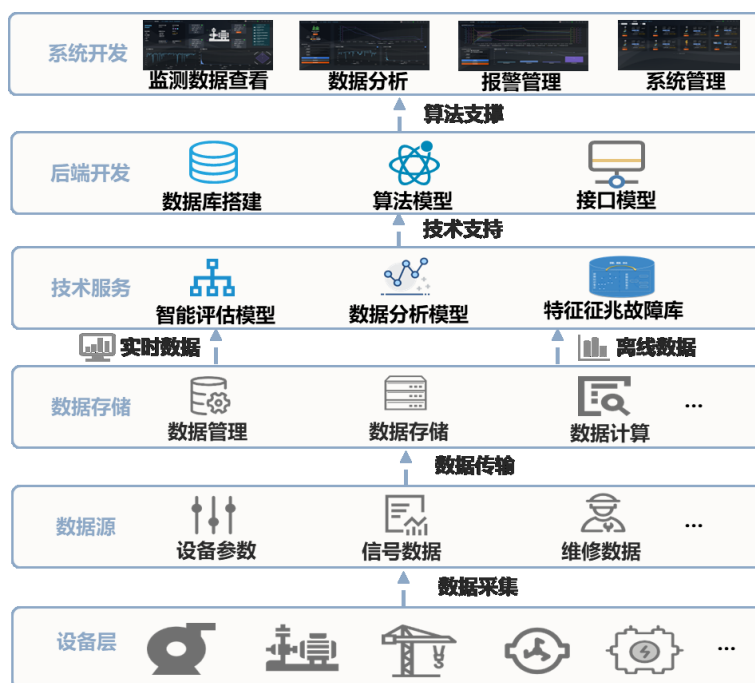 系统开发
监测数据查看
数据分析
报警管理
系统管理
算法支撑
后端开发
数据库搭建
算法模型
接口模型
技术支持
技术服务
智能评估模型
数据分析模型
特征征兆故障库
实时数据
离线数据
数据存储
数据管理
数据存储
数据计算
...
数据传输
数据源
设备参数
信号数据
维修数据
...
数据采集
设备层
...